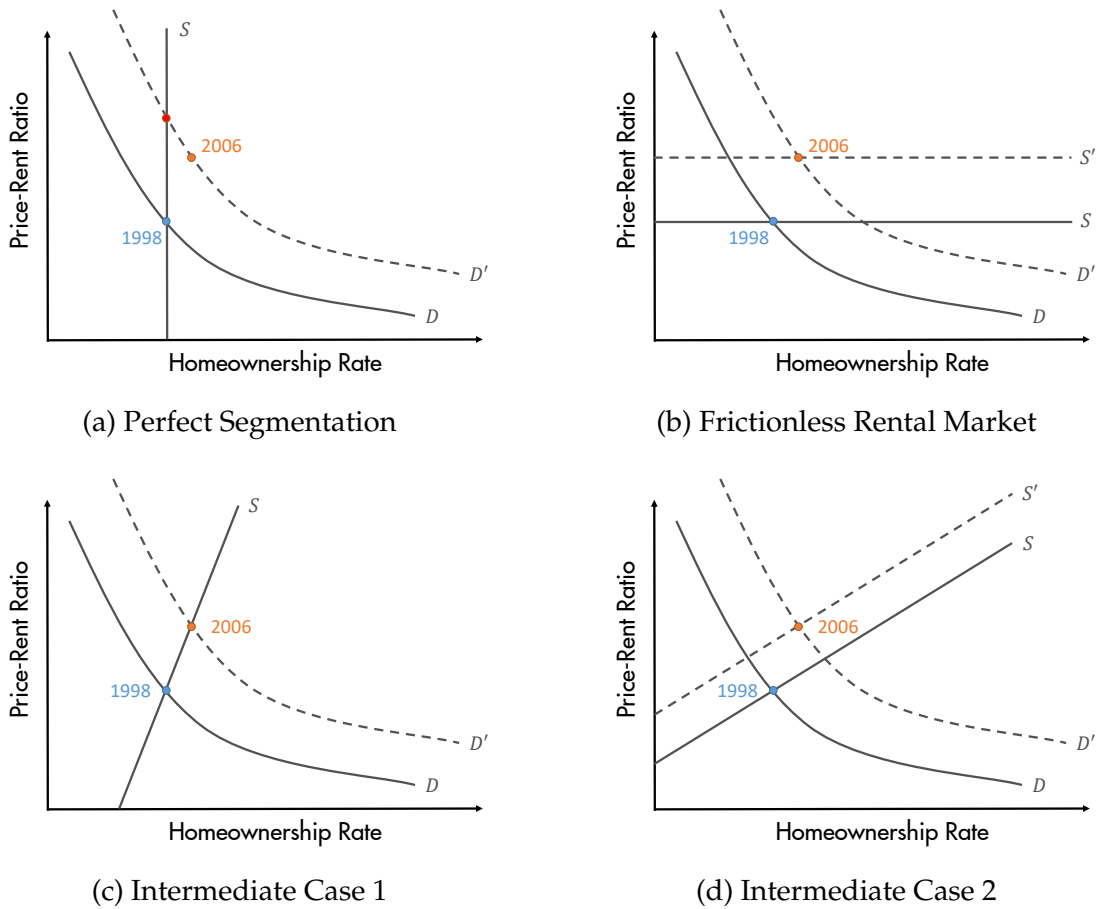 S
2006
1998
D′
D
Price-Rent Ratio
Homeownership Rate
(a) Perfect Segmentation
2006
S′
1998
S
D′
D
Price-Rent Ratio
Homeownership Rate
(b) Frictionless Rental Market
S
2006
1998
D′
D
Price-Rent Ratio
Homeownership Rate
(c) Intermediate Case 1
S′
S
2006
1998
D′
D
Price-Rent Ratio
Homeownership Rate
(d) Intermediate Case 2